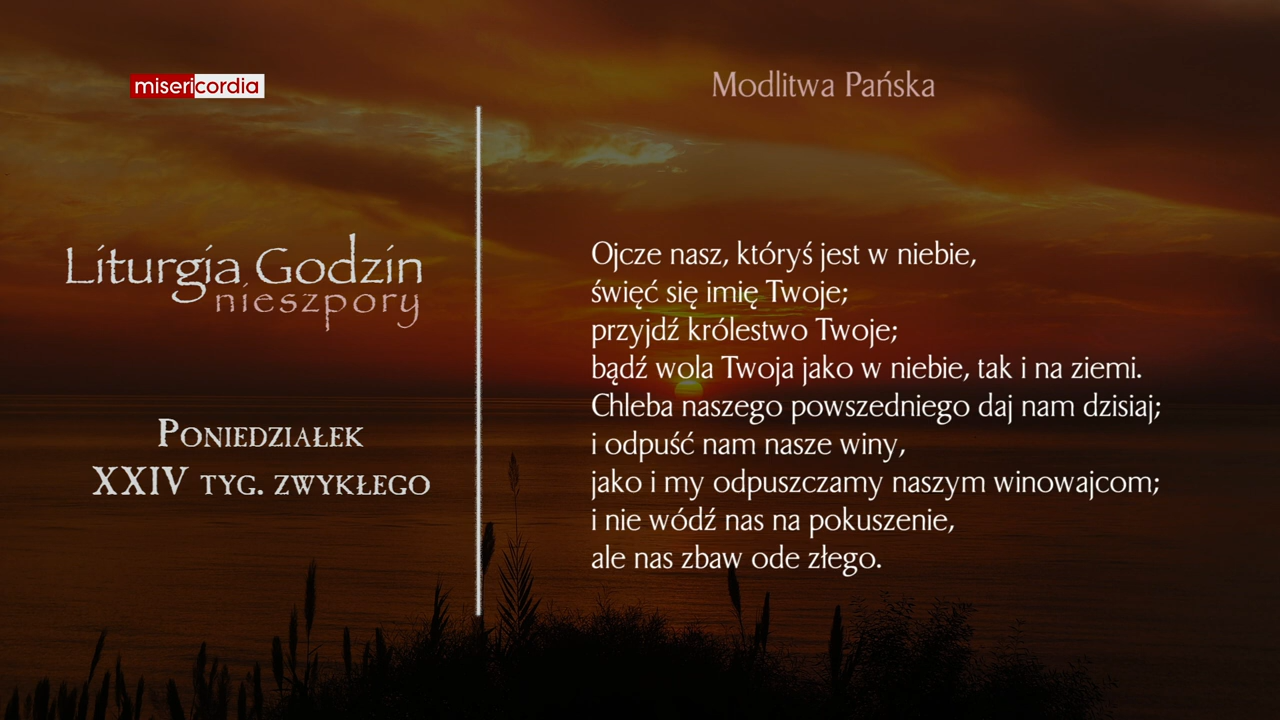 misericordia
Liturgia Godzin
nieszpory
Poniedziałek
XXIV tyg. zwykłego
Modlitwa Pańska
Ojcze nasz, któryś jest w niebie,
święć się imię Twoje;
przyjdź królestwo Twoje;
bądź wola Twoja jako w niebie, tak i na ziemi.
Chleba naszego powszedniego daj nam dzisiaj;
i odpuść nam nasze winy,
jako i my odpuszczamy naszym winowajcom;
i nie wódź nas na pokuszenie,
ale nas zbaw ode złego.